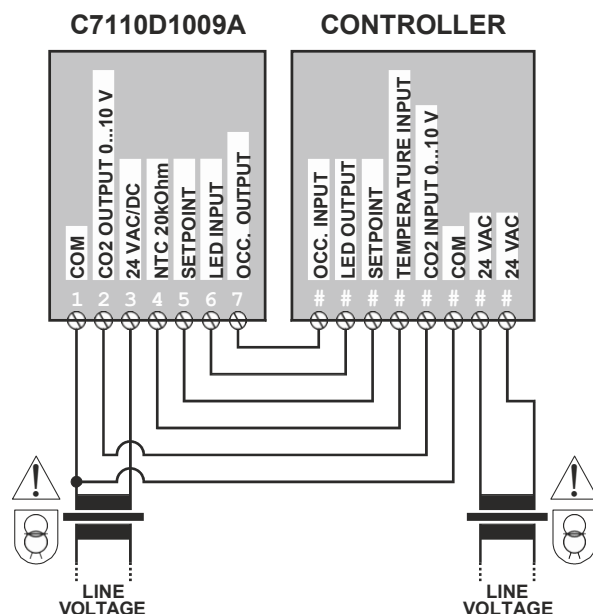 C7110D1009A
CONTROLLER
COM
CO2 OUTPUT 0...10 V
24 VAC/DC
NTC 20kOhm
SETPOINT
LED INPUT
OCC. OUTPUT
1 2 3 4 5 6 7
OCC. INPUT
LED OUTPUT
SETPOINT
TEMPERATURE INPUT
CO2 INPUT 0...10 V
COM
24 VAC
24 VAC
# # # # # # # #
!
!
LINE
VOLTAGE
LINE
VOLTAGE